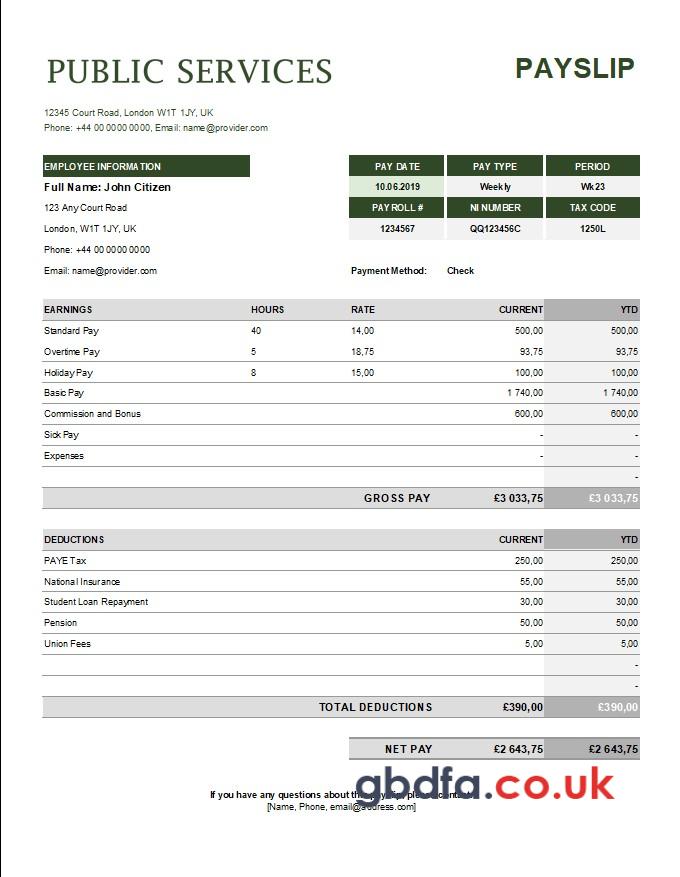 PUBLIC SERVICES
PAYSLIP
12345 Court Road, London W1T 1JY, UK
Phone: +44 00 0000 0000, Email: name@provider.com
EMPLOYEE INFORMATION PAY DATE PAY TYPE PERIOD
Full Name: John Citizen 10.06.2019 Weekly Wk 23
123 Any Court Road PAYROLL # NI NUMBER TAX CODE
London, W1T 1JY, UK 1234567 QQ123456C 1250L
Phone: +44 00 0000 0000
Email: name@provider.com Payment Method: Check
EARNINGS HOURS RATE CURRENT YTD
Standard Pay 40 14,00 500,00 500,00
Overtime Pay 5 18,75 93,75 93,75
Holiday Pay 8 15,00 100,00 100,00
Basic Pay 1 740,00 1 740,00
Commission and Bonus 600,00 600,00
Sick Pay - -
Expenses - -
-
GROSS PAY £3 033,75 £3 033,75
DEDUCTIONS CURRENT YTD
PAYE Tax 250,00 250,00
National Insurance 55,00 55,00
Student Loan Repayment 30,00 30,00
Pension 50,00 50,00
Union Fees 5,00 5,00
-
-
TOTAL DEDUCTIONS £390,00 £390,00
NET PAY £2 643,75 £2 643,75
gbdfa.co.uk
If you have any questions about this payslip, please contact:
[Name, Phone, email@address.com]